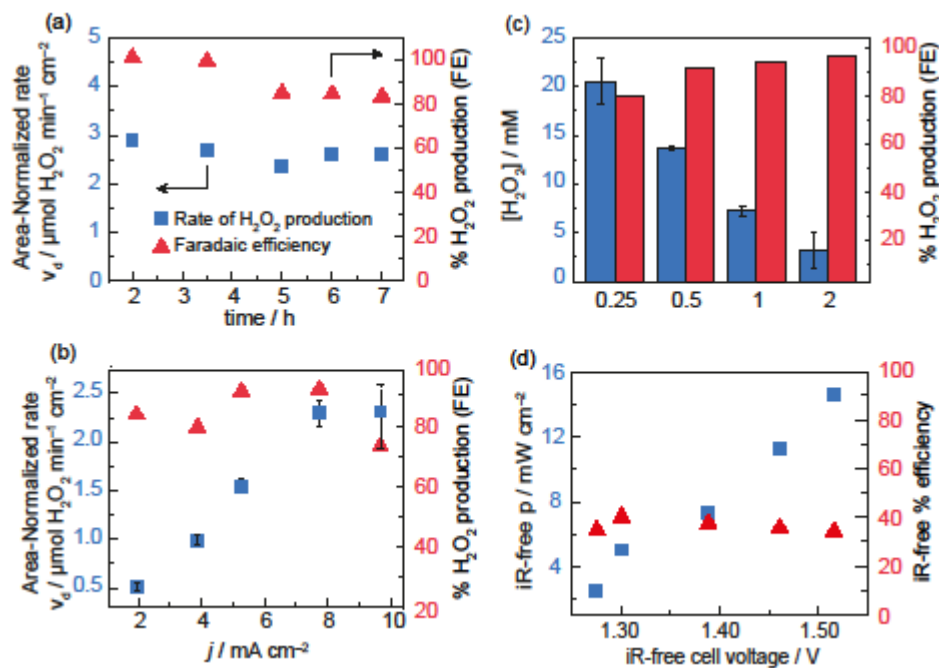 (a)
Area-Normalized rate
v_d / µmol H₂O₂ min⁻¹ cm⁻²
5
4
3
2
1
0
2 3 4 5 6 7
time / h
Rate of H₂O₂ production
Faradaic efficiency
100
80
60
40
20
0
% H₂O₂ production (FE)
(c)
[H₂O₂] / mM
25
20
15
10
5
0
0.25 0.5 1 2
100
80
60
40
20
% H₂O₂ production (FE)
(b)
Area-Normalized rate
v_d / µmol H₂O₂ min⁻¹ cm⁻²
2.5
2.0
1.5
1.0
0.5
2 4 6 8 10
j / mA cm⁻²
100
80
60
40
20
% H₂O₂ production (FE)
(d)
iR-free p / mW cm⁻²
16
12
8
4
1.30 1.40 1.50
iR-free cell voltage / V
100
80
60
40
20
0
iR-free % efficiency